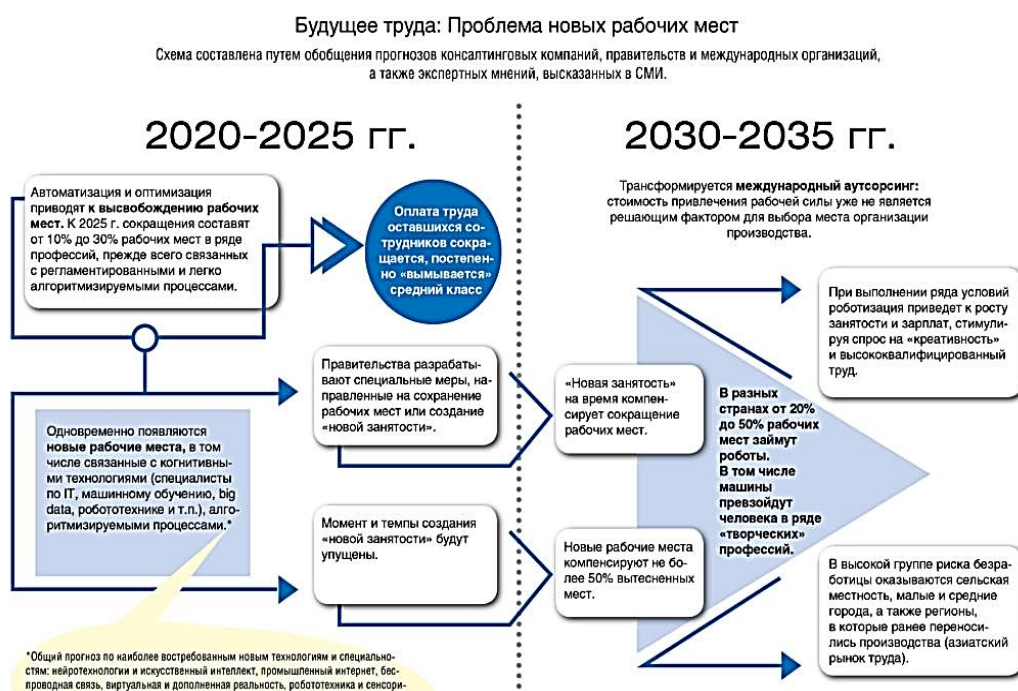 Будущее труда: Проблема новых рабочих мест
Схема составлена путем обобщения прогнозов консалтинговых компаний, правительств и международных организаций,
а также экспертных мнений, высказанных в СМИ.
2020-2025 гг.
Автоматизация и оптимизация
приводят к высвобождению рабочих
мест. К 2025 г. сокращения составят
от 10% до 30% рабочих мест в ряде
профессий, прежде всего связанных
с регламентированными и легко
алгоритмизируемыми процессами.
Оплата труда
оставшихся со-
трудников сокра-
щается, постепен-
но «вымывается»
средний класс
Одновременно появляются
новые рабочие места, в том
числе связанные с когнитивны-
ми технологиями (специалисты
по IT, машинному обучению, big
data, робототехнике и т.п.), алго-
ритмизируемыми процессами.*
Правительства разрабаты-
вают специальные меры, на-
правленные на сохранение
рабочих мест или создание
«новой занятости».
Момент и темпы создания
«новой занятости» будут
упущены.
*Общий прогноз по наиболее востребованным новым технологиям и специально-
стям: нейротехнологии и искусственный интеллект, промышленный интернет, бес-
проводная связь, виртуальная и дополненная реальность, робототехника и сенсори-
2030-2035 гг.
Трансформируется международный аутсорсинг:
стоимость привлечения рабочей силы уже не является
решающим фактором для выбора места организации
производства.
«Новая занятость»
на время компен-
сирует сокращение
рабочих мест.
Новые рабочие места
компенсируют не бо-
лее 50% вытесненных
мест.
В разных
странах от 20%
до 50% рабочих
мест займут
роботы.
В том числе
машины
превзойдут
человека в ряде
«творческих»
профессий.
При выполнении ряда условий
роботизация приведет к росту
занятости и зарплат, стимули-
руя спрос на «креативность»
и высококвалифицированный
труд.
В высокой группе риска безра-
ботицы оказываются сельская
местность, малые и средние
города, а также регионы,
в которые ранее переноси-
лись производства (азиатский
рынок труда).